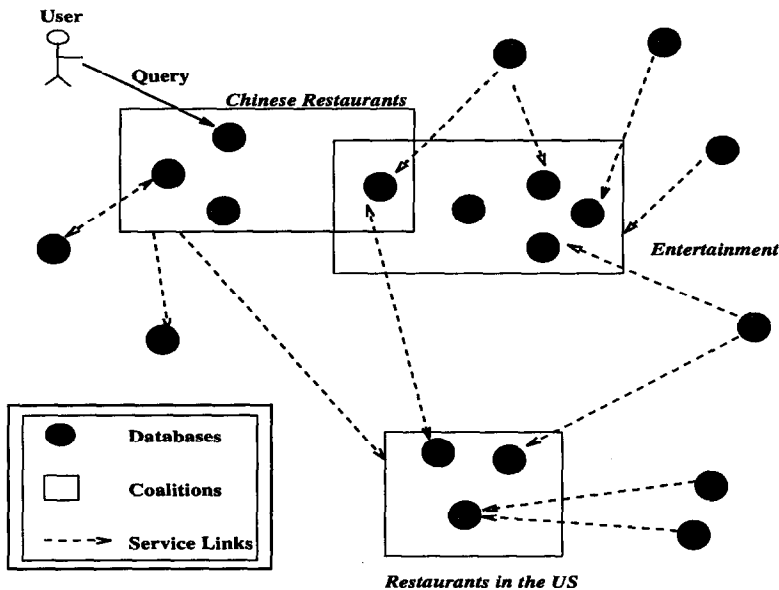 User
Query
Chinese Restaurants
Entertainment
Databases
Coalitions
Service Links
Restaurants in the US